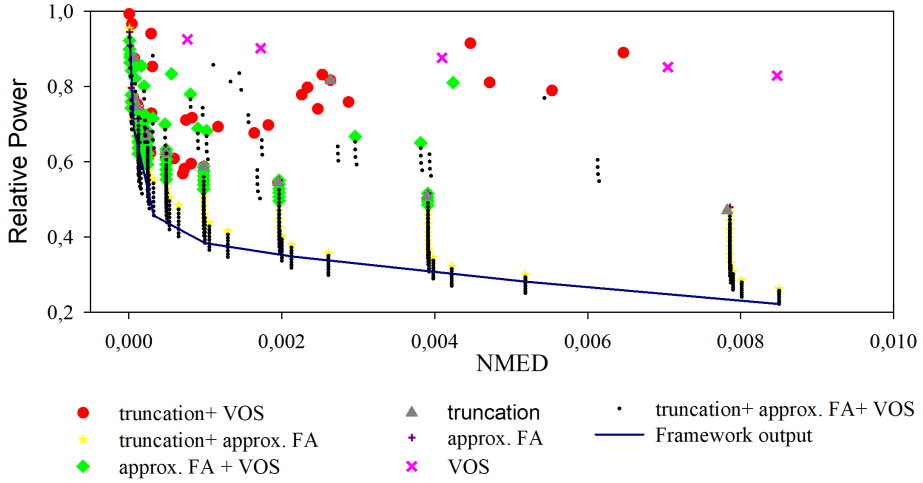 1,0
0,8
0,6
0,4
0,2
Relative Power
0,000
0,002
0,004
0,006
0,008
0,010
NMED
truncation+ VOS
truncation
truncation+ approx. FA+ VOS
truncation+ approx. FA
approx. FA
Framework output
approx. FA + VOS
VOS